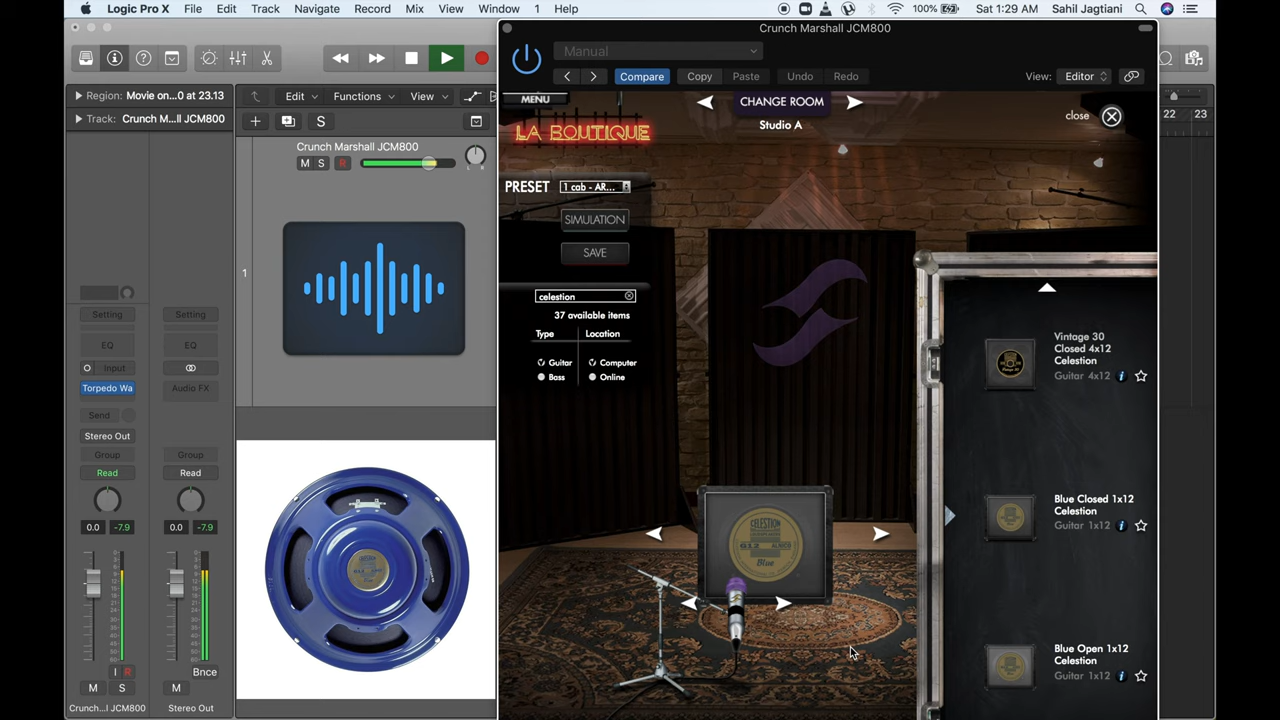 Logic Pro X File Edit Track Navigate Record Mix View Window 1 Help
100% Sat 1:29 AM Sahil Jagtiani
Crunch Marshall JCM800
Manual
Compare Copy Paste Undo Redo View: Editor
Region: Movie on...0 at 23.13
Track: Crunch M...ll JCM800
Edit Functions View
22 23
S
Crunch Marshall JCM800
M S R
L R
1
MENU
CHANGE ROOM
Studio A
close
LA BOUTIQUE
PRESET 1 cab - AR...
SIMULATION
SAVE
celestion
37 available items
Type Location
Guitar Computer
Bass Online
Vintage 30
Closed 4x12
Celestion
Guitar 4x12
Blue Closed 1x12
Celestion
Guitar 1x12
Blue Open 1x12
Celestion
Guitar 1x12
CELESTION
G12
Blue
Setting Setting
EQ EQ
Input
Torpedo Wa Audio FX
Send
Stereo Out
Group Group
Read Read
0.0 -7.9 0.0 -7.9
I R Bnce
M S M
Crunch...l JCM800 Stereo Out